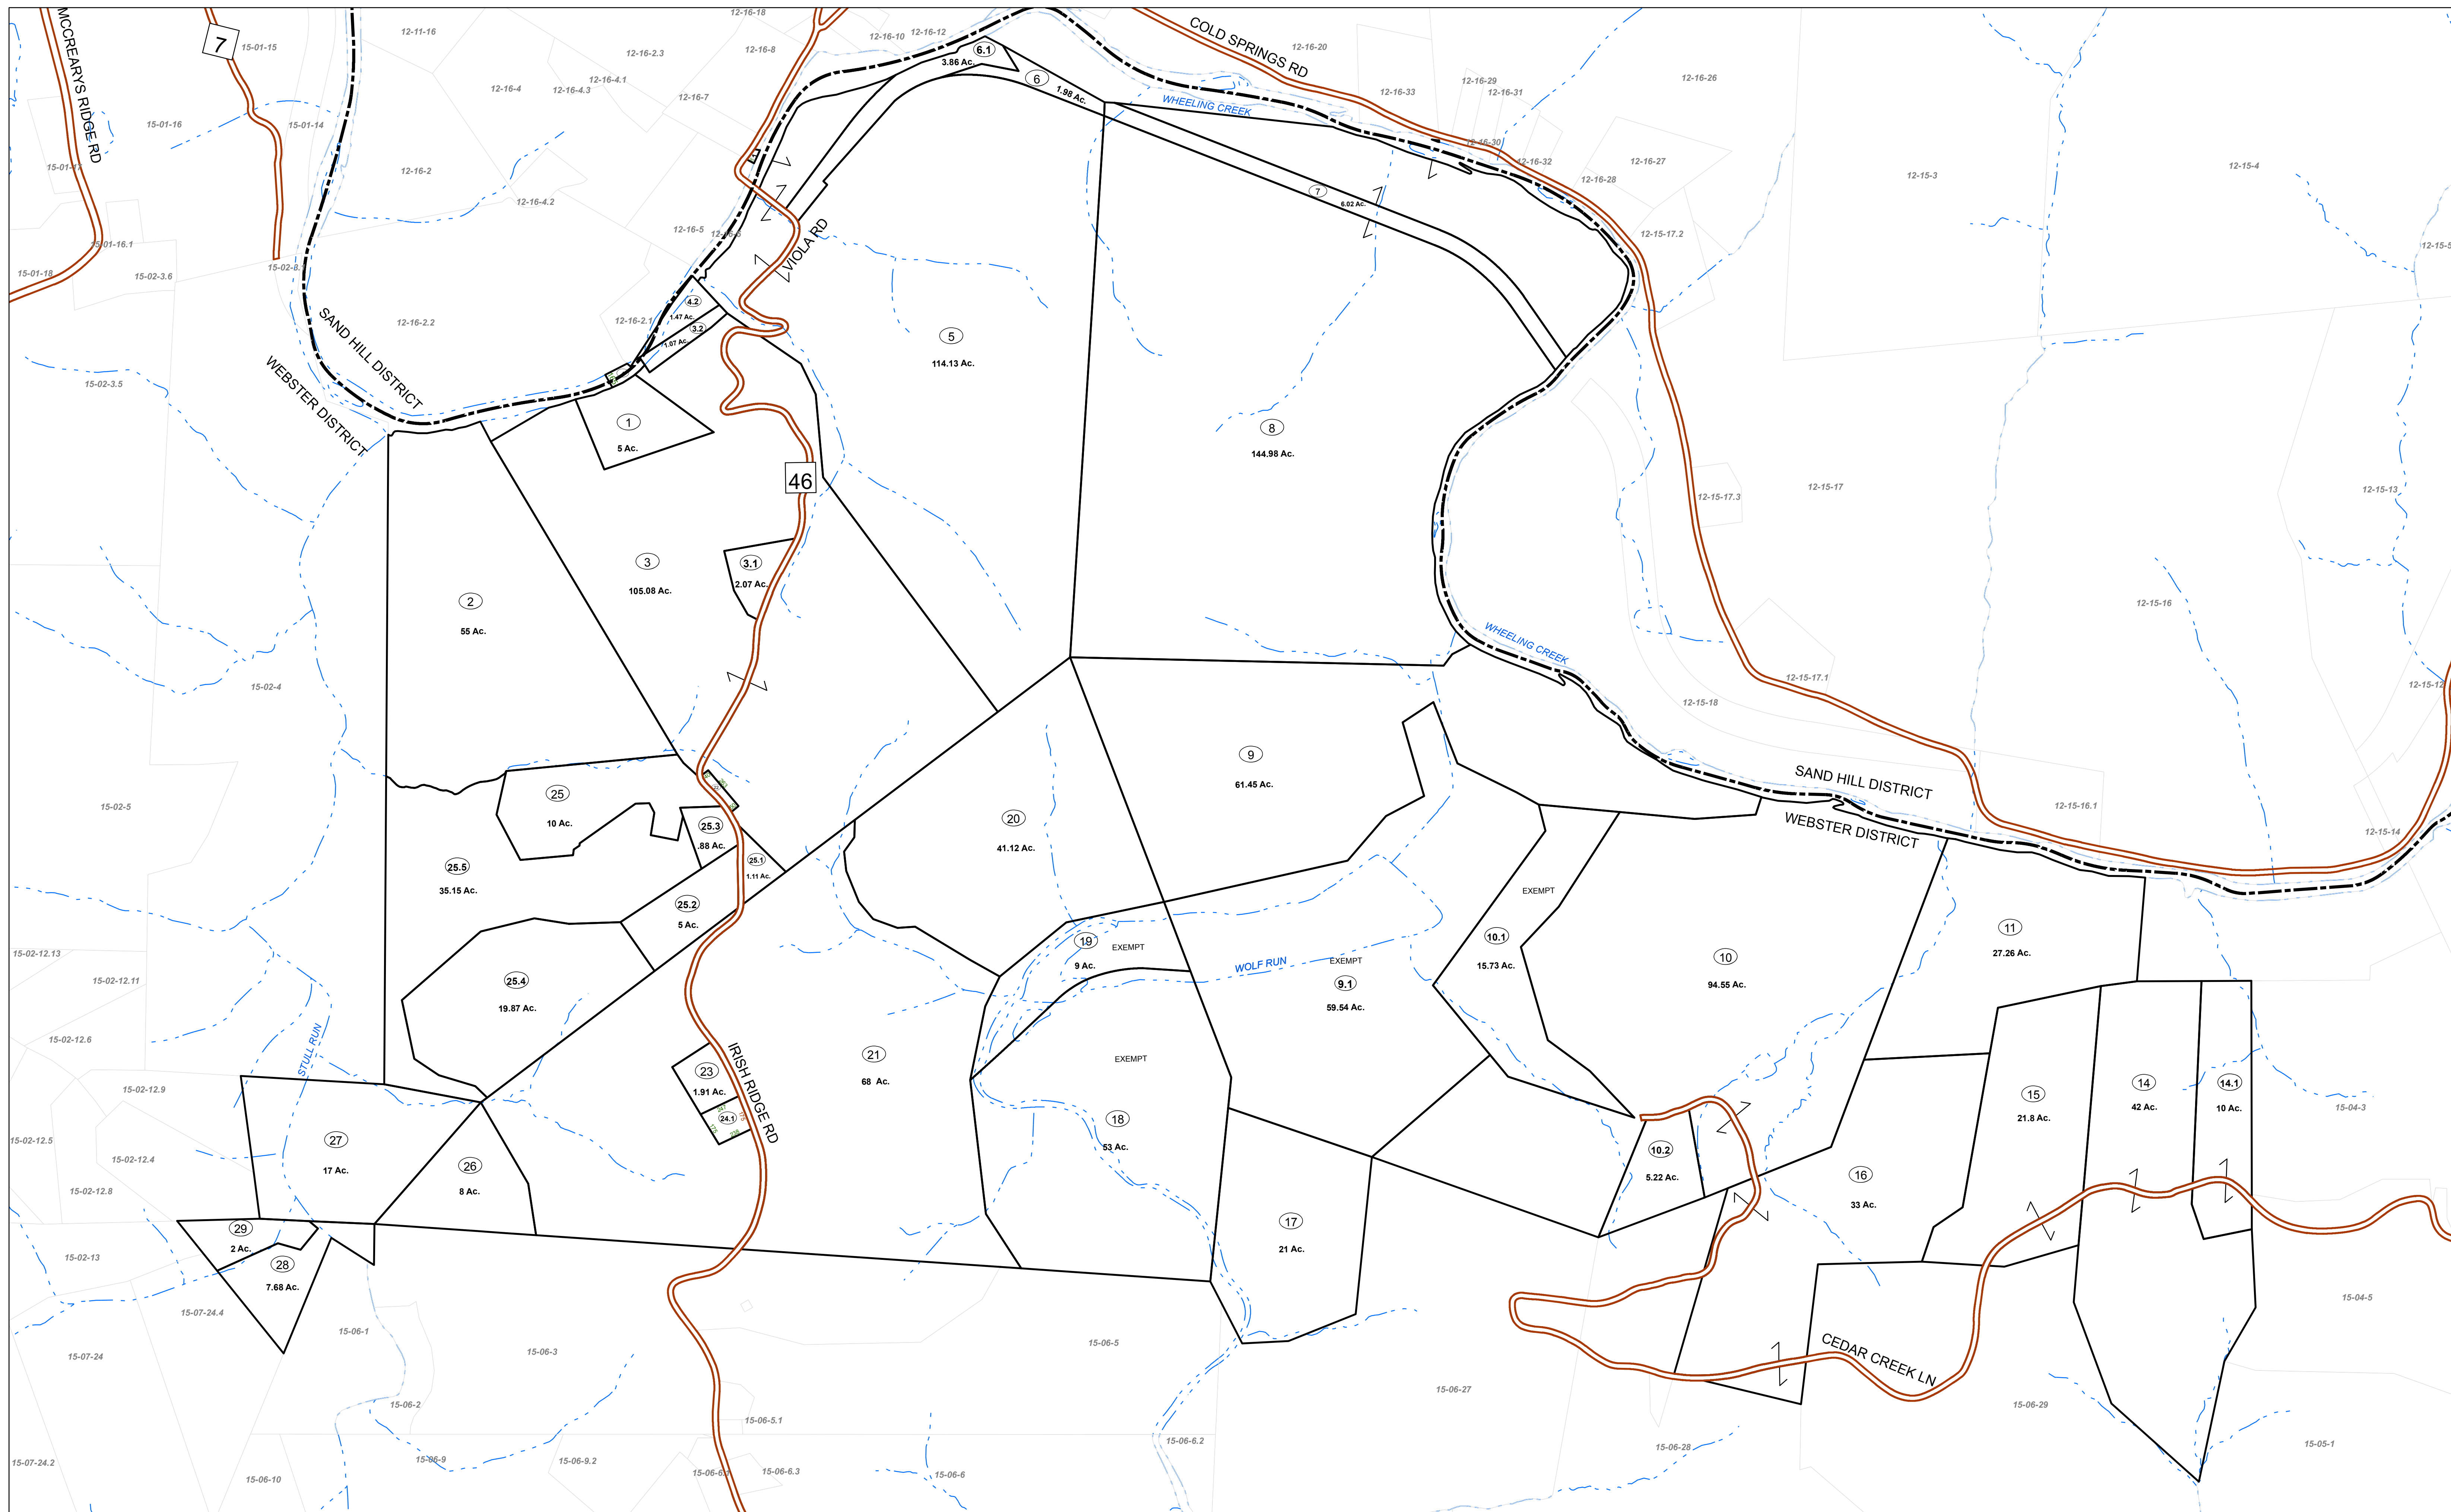 12-16-18
12-11-16
12-16-10
12-16-12
COLD SPRINGS RD
7
15-01-15
MCCREARYS RIDGE RD
12-16-2.3
12-16-8
6.1
3.86 Ac.
12-16-20
12-16-4
12-16-4.1
12-16-4.3
12-16-7
6
1.98 Ac.
WHEELING CREEK
12-16-33
12-16-29
12-16-31
12-16-26
15-01-16
15-01-14
12-16-30
12-16-32
12-16-27
15-01-17
12-16-2
12-16-28
12-15-3
12-15-4
12-16-4.2
7
6.02 Ac.
12-16-5
VIOLA RD
12-15-17.2
15-01-16.1
15-01-18
15-02-3.6
15-02-8.1
12-15-5
SAND HILL DISTRICT
WEBSTER DISTRICT
12-16-2.2
12-16-2.1
4.2
1.47 Ac.
3.2
1.07 Ac.
5
114.13 Ac.
15-02-3.5
1
5 Ac.
8
144.98 Ac.
46
12-15-17.3
12-15-17
12-15-13
3
105.08 Ac.
3.1
2.07 Ac.
2
55 Ac.
12-15-16
WHEELING CREEK
15-02-4
12-15-17.1
12-15-18
12-15-12
9
61.45 Ac.
SAND HILL DISTRICT
WEBSTER DISTRICT
15-02-5
25
10 Ac.
25.3
.88 Ac.
20
41.12 Ac.
12-15-16.1
12-15-14
25.5
35.15 Ac.
25.1
1.11 Ac.
EXEMPT
25.2
5 Ac.
19
EXEMPT
9 Ac.
WOLF RUN
EXEMPT
10.1
15.73 Ac.
10
94.55 Ac.
11
27.26 Ac.
15-02-12.13
15-02-12.11
25.4
19.87 Ac.
9.1
59.54 Ac.
15-02-12.6
STULL RUN
IRISH RIDGE RD
21
68 Ac.
EXEMPT
15-02-12.9
23
1.91 Ac.
24.1
18
53 Ac.
15
21.8 Ac.
14
42 Ac.
14.1
10 Ac.
15-04-3
15-02-12.5
15-02-12.4
27
17 Ac.
26
8 Ac.
10.2
5.22 Ac.
16
33 Ac.
15-02-12.8
17
21 Ac.
29
2 Ac.
15-02-13
28
7.68 Ac.
15-07-24.4
15-04-5
15-07-24
15-06-1
15-06-3
15-06-5
CEDAR CREEK LN
15-06-27
15-06-2
15-06-5.1
15-06-29
15-07-24.2
15-06-10
15-06-9
15-06-9.2
15-06-6.3
15-06-6
15-06-6.2
15-06-28
15-05-1